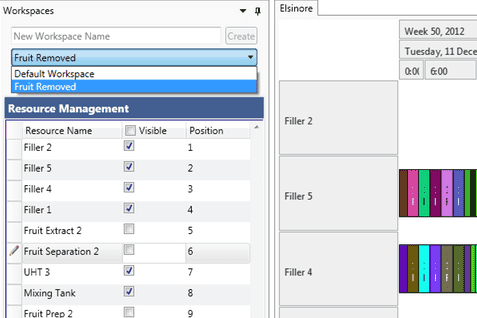 Workspaces
New Workspace Name Create
Fruit Removed
Default Workspace
Fruit Removed
Resource Management
Resource Name Visible Position
Filler 2 1
Filler 5 2
Filler 4 3
Filler 1 4
Fruit Extract 2 5
Fruit Separation 2 6
UHT 3 7
Mixing Tank 8
Fruit Prep 2 9
Elsinore
Week 50, 2012
Tuesday, 11 Dece
0:0( 6:00
Filler 2
Filler 5
Filler 4